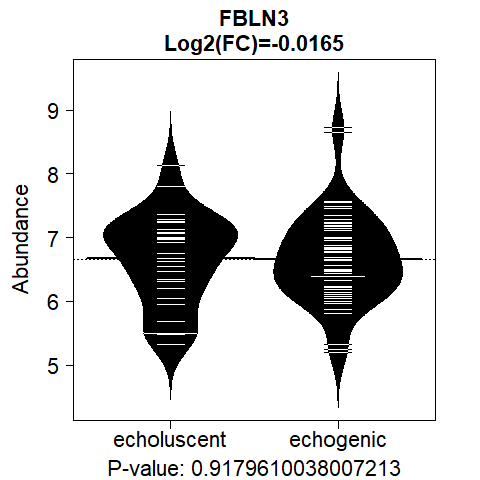 FBLN3
Log2(FC)=-0.0165
Abundance
9
8
7
6
5
echoluscent echogenic
P-value: 0.9179610038007213